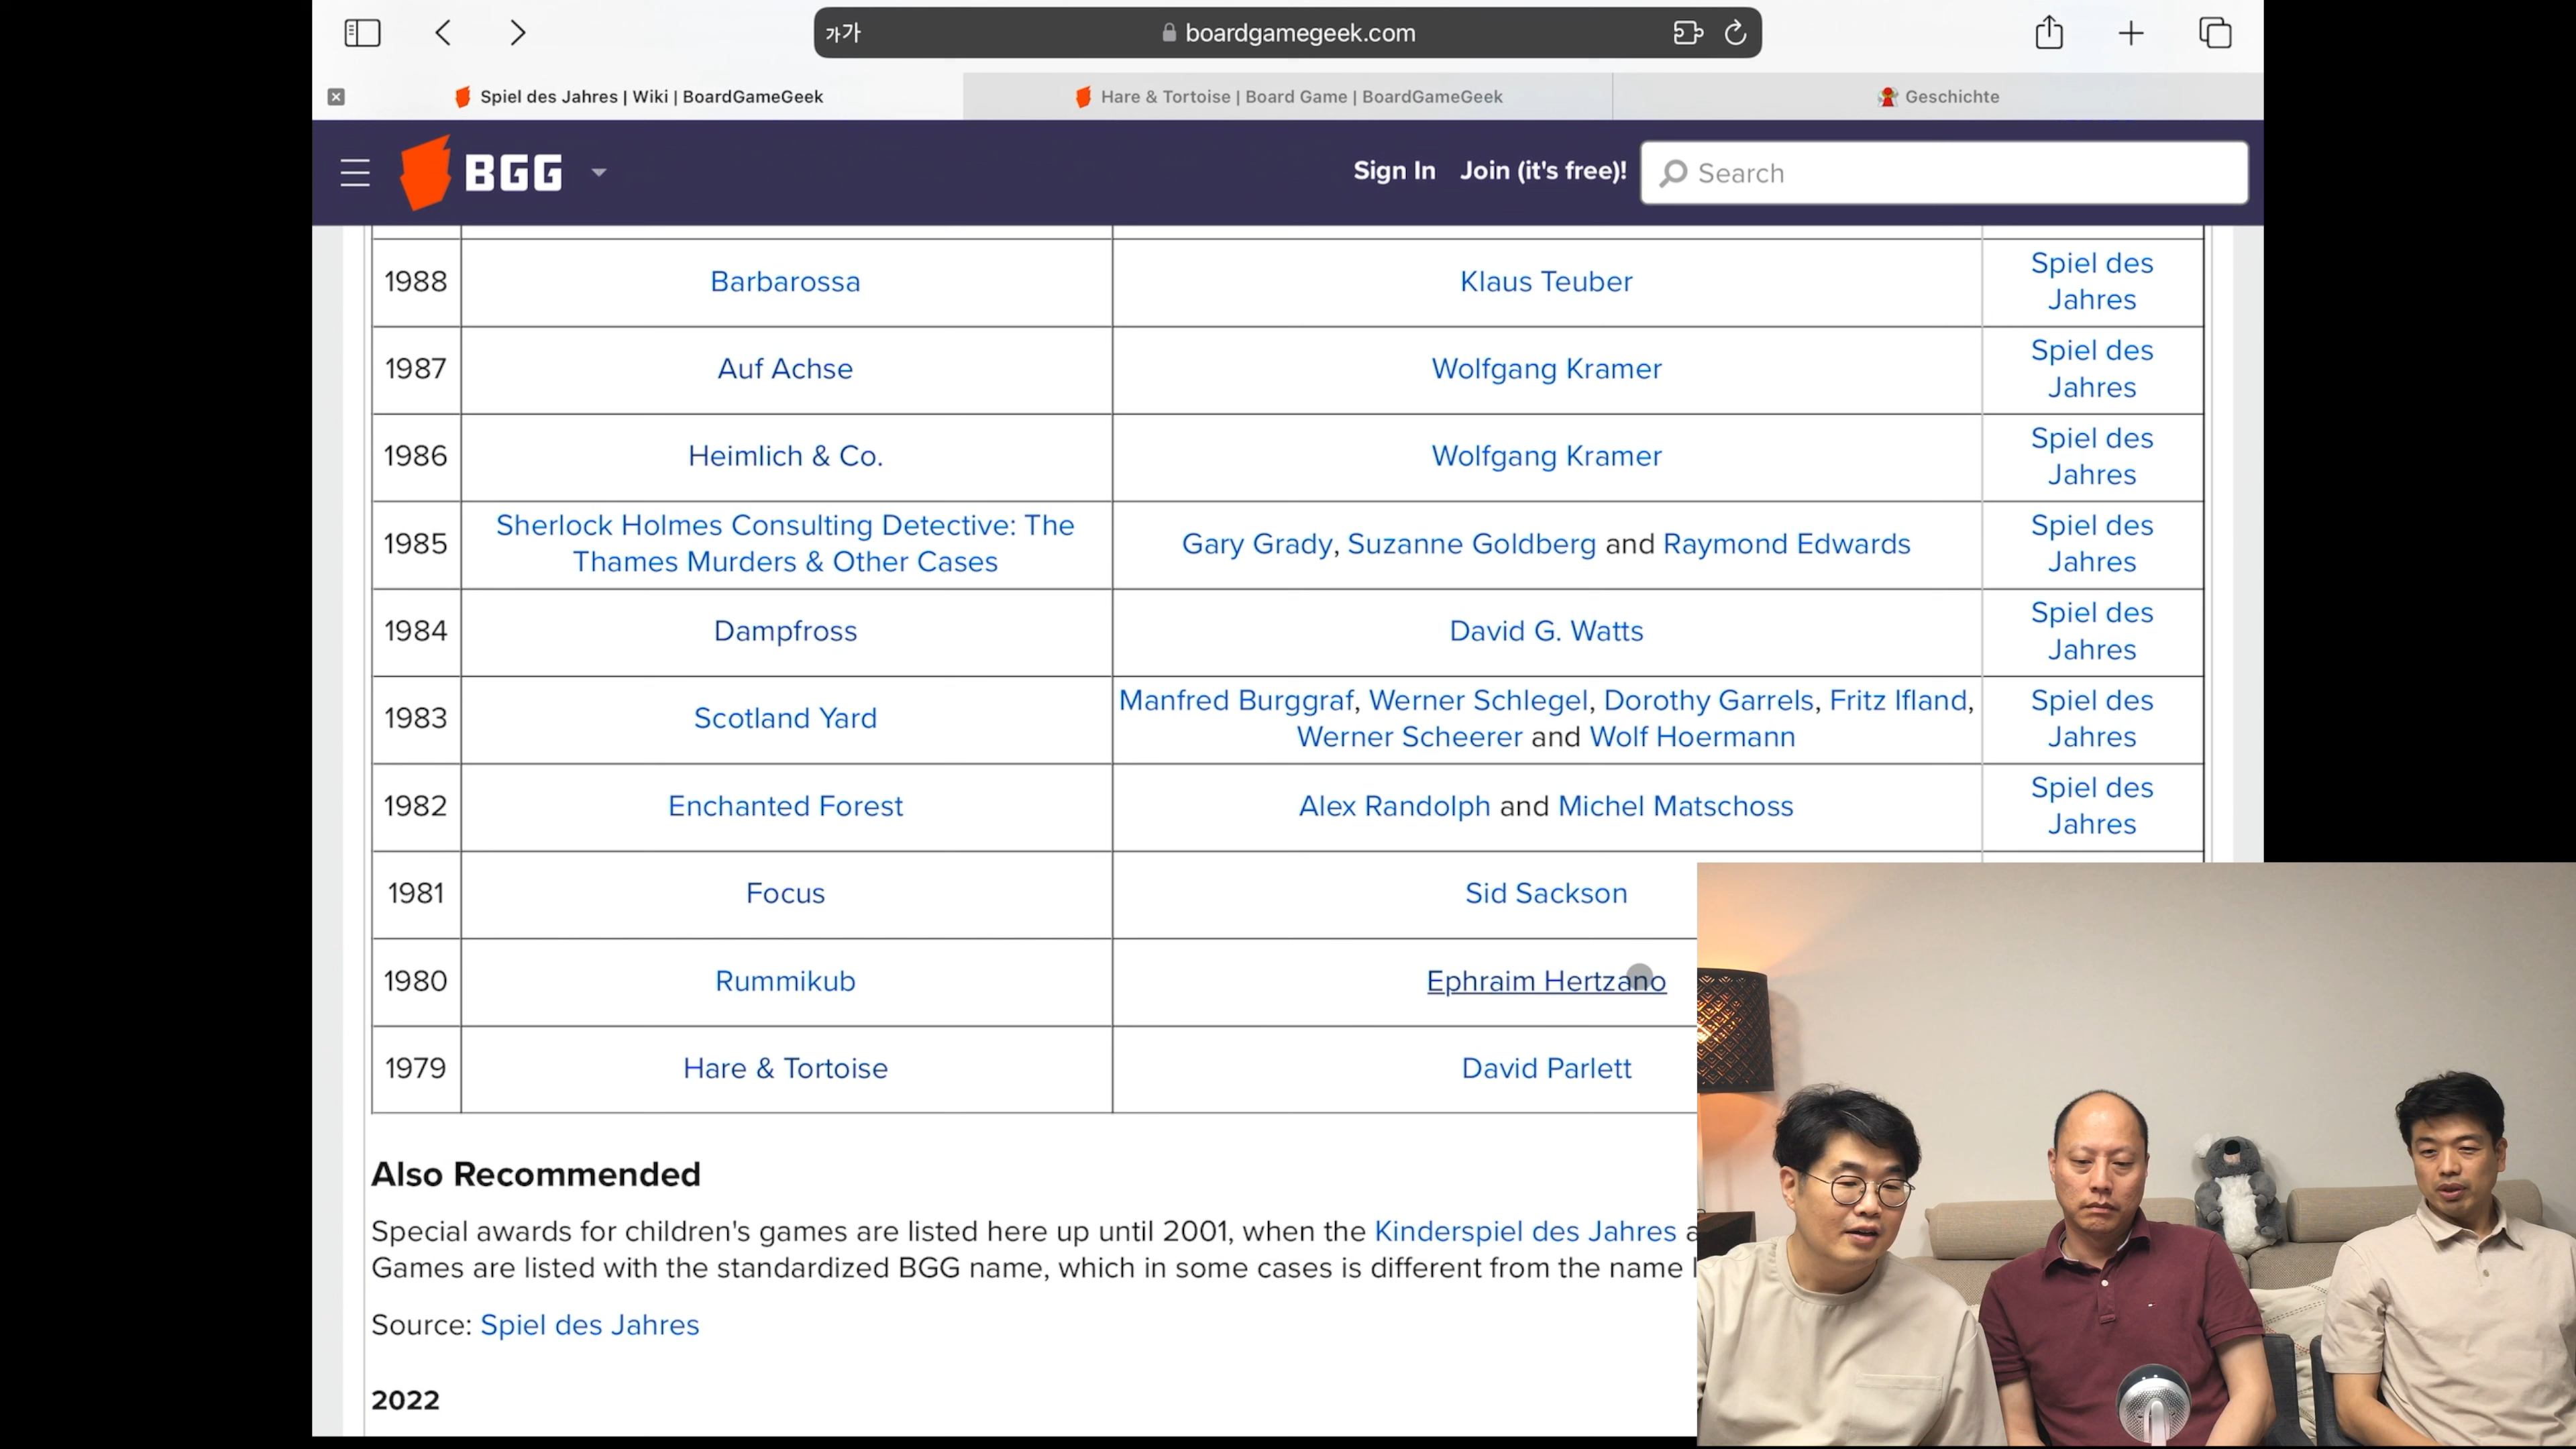 가가 boardgamegeek.com
Spiel des Jahres | Wiki | BoardGameGeek
Hare & Tortoise | Board Game | BoardGameGeek
Geschichte
BGG
Sign In Join (it's free)! Search
1988 Barbarossa Klaus Teuber Spiel des
Jahres
1987 Auf Achse Wolfgang Kramer Spiel des
Jahres
1986 Heimlich & Co. Wolfgang Kramer Spiel des
Jahres
1985 Sherlock Holmes Consulting Detective: The
Thames Murders & Other Cases
Gary Grady, Suzanne Goldberg and Raymond Edwards
Spiel des
Jahres
1984 Dampfross David G. Watts Spiel des
Jahres
1983 Scotland Yard
Manfred Burggraf, Werner Schlegel, Dorothy Garrels, Fritz Ifland,
Werner Scheerer and Wolf Hoermann
Spiel des
Jahres
1982 Enchanted Forest Alex Randolph and Michel Matschoss Spiel des
Jahres
1981 Focus Sid Sackson
1980 Rummikub Ephraim Hertzano
1979 Hare & Tortoise David Parlett
Also Recommended
Special awards for children's games are listed here up until 2001, when the Kinderspiel des Jahres
Games are listed with the standardized BGG name, which in some cases is different from the name
Source: Spiel des Jahres
2022